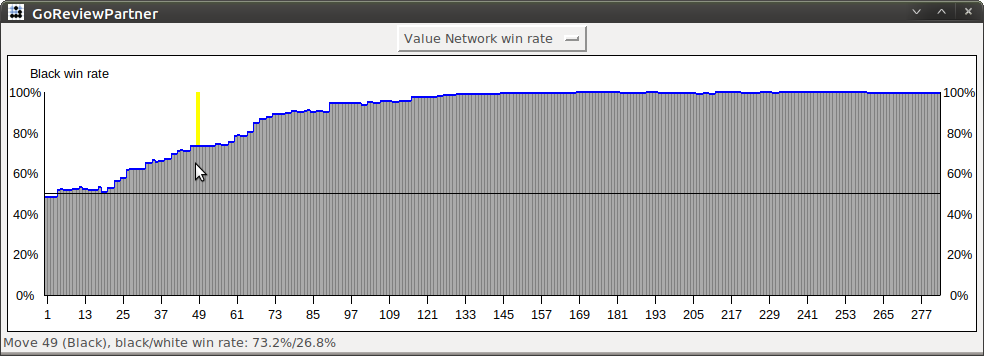 GoReviewPartner
Value Network win rate
Black win rate
100% 100%
80% 80%
60% 60%
40% 40%
20% 20%
0% 0%
1 13 25 37 49 61 73 85 97 109 121 133 145 157 169 181 193 205 217 229 241 253 265 277
Move 49 (Black), black/white win rate: 73.2%/26.8%